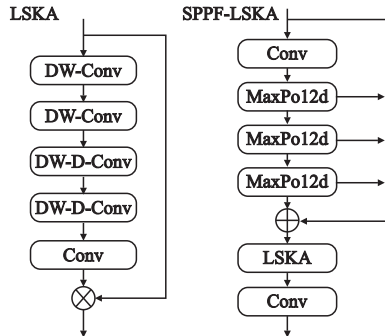 LSKA
DW-Conv
DW-Conv
DW-D-Conv
DW-D-Conv
Conv
SPPF-LSKA
Conv
MaxPo12d
MaxPo12d
MaxPo12d
LSKA
Conv